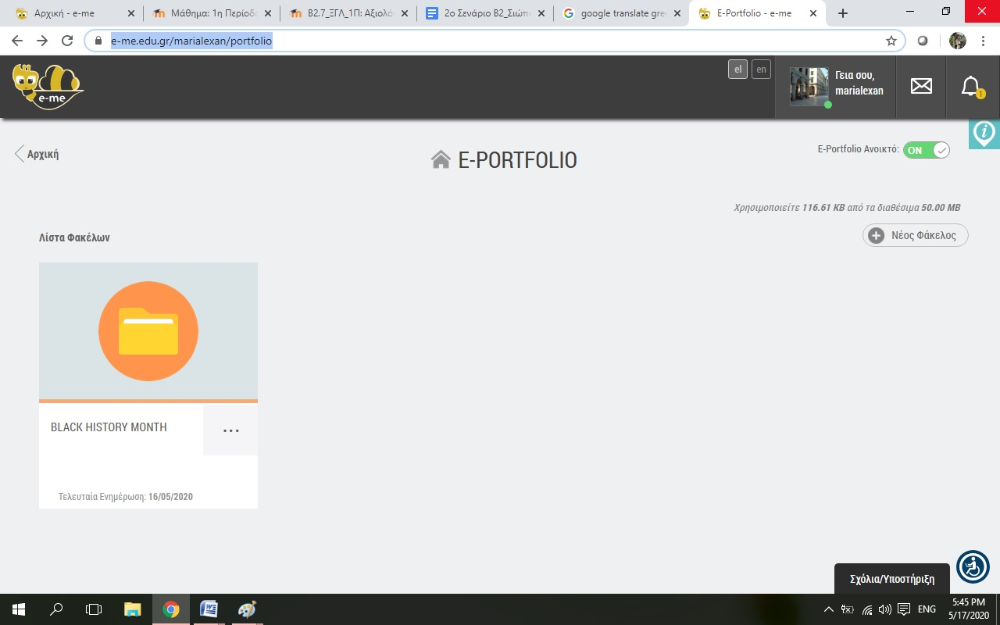 Αρχική - e-me
Μάθημα: 1η Περίοδο
B2.7_ΞΓΛ_1Π: Αξιολό
2ο Σενάριο Β2_Σιώπ
google translate gre
E-Portfolio - e-me
e-me.edu.gr/marialexan/portfolio
e-me
el
en
Γεια σου,
marialexan
1
i
Αρχική
E-PORTFOLIO
E-Portfolio Ανοικτό:
ON
Χρησιμοποιείτε 116.61 KB από τα διαθέσιμα 50.00 MB
Λίστα Φακέλων
Νέος Φάκελος
BLACK HISTORY MONTH
...
Τελευταία Ενημέρωση: 16/05/2020
Σχόλια/Υποστήριξη
ENG
5:45 PM
5/17/2020